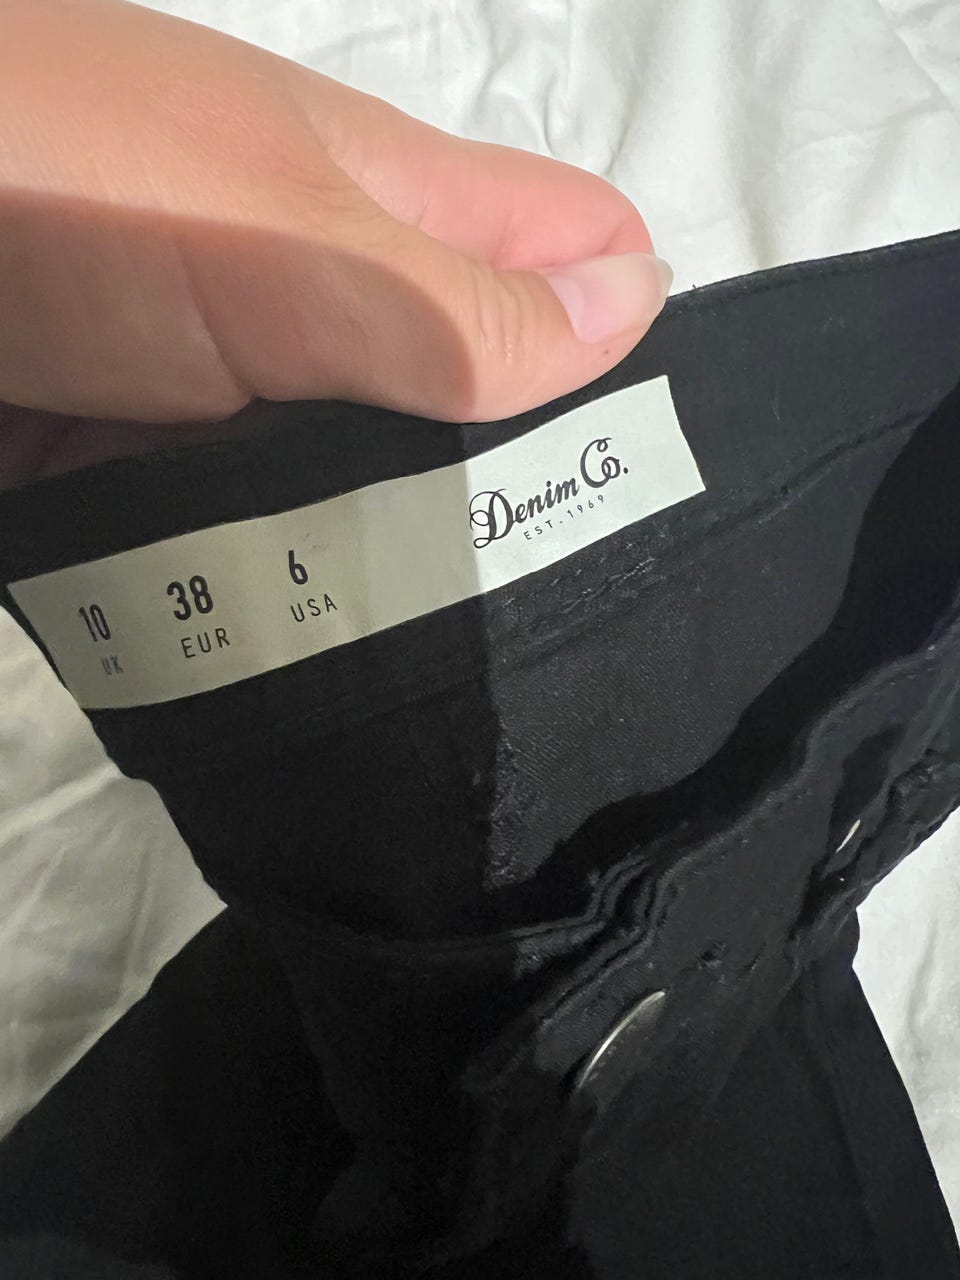 Denim Co.
EST. 1969
10 38 6
UK EUR USA